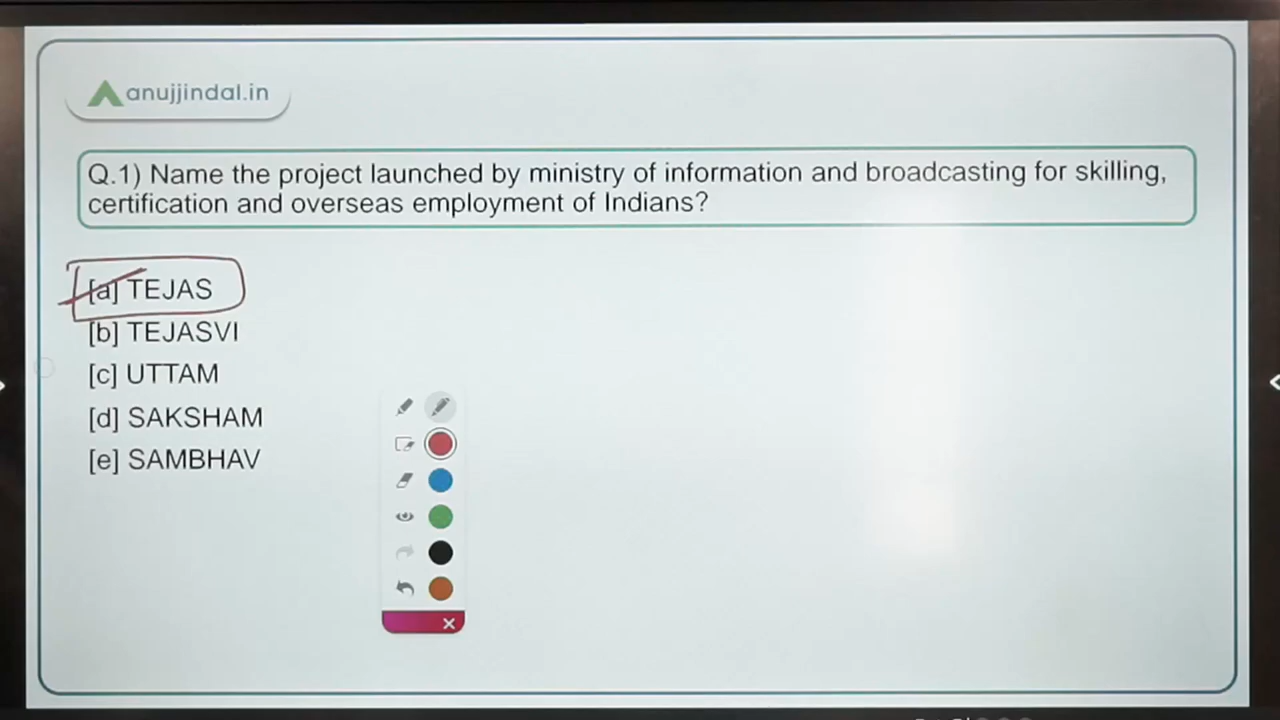 anujjindal.in
Q.1) Name the project launched by ministry of information and broadcasting for skilling,
certification and overseas employment of Indians?
[a] TEJAS
[b] TEJASVI
[c] UTTAM
[d] SAKSHAM
[e] SAMBHAV